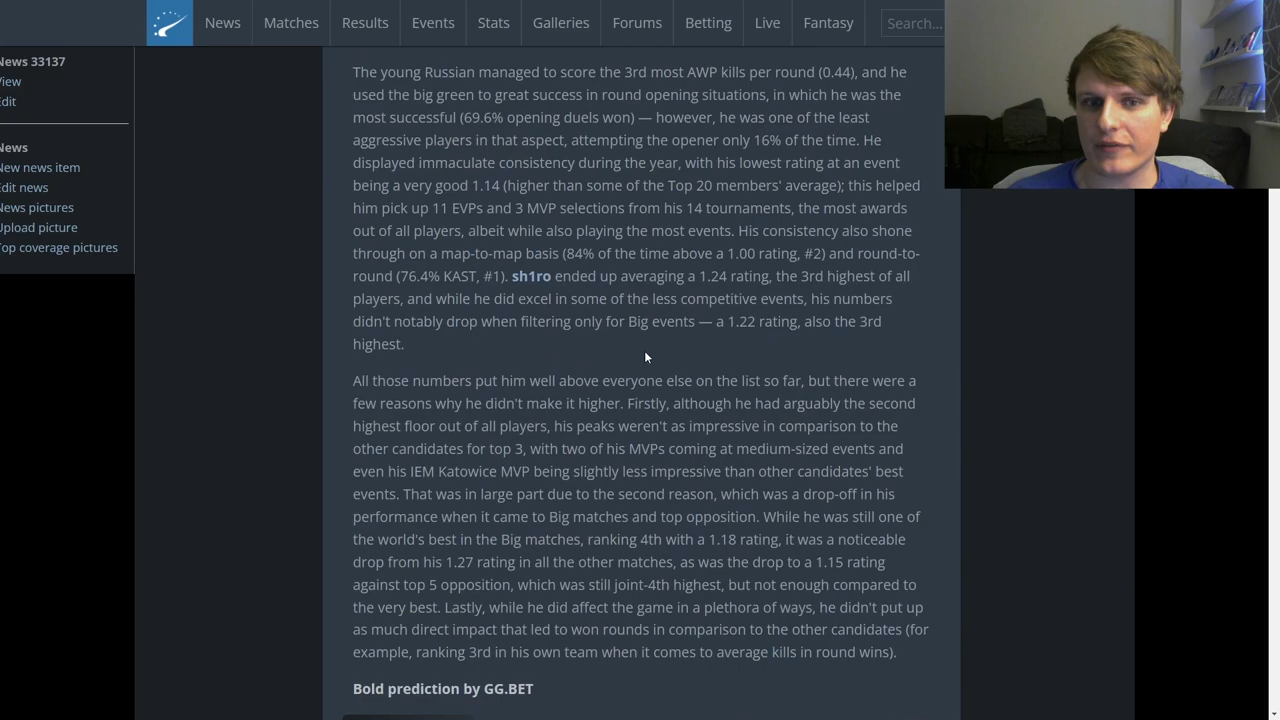 News Matches Results Events Stats Galleries Forums Betting Live Fantasy Search...
News 33137
View
Edit
News
New news item
Edit news
News pictures
Upload picture
Top coverage pictures
The young Russian managed to score the 3rd most AWP kills per round (0.44), and he
used the big green to great success in round opening situations, in which he was the
most successful (69.6% opening duels won) — however, he was one of the least
aggressive players in that aspect, attempting the opener only 16% of the time. He
displayed immaculate consistency during the year, with his lowest rating at an event
being a very good 1.14 (higher than some of the Top 20 members' average); this helped
him pick up 11 EVPs and 3 MVP selections from his 14 tournaments, the most awards
out of all players, albeit while also playing the most events. His consistency also shone
through on a map-to-map basis (84% of the time above a 1.00 rating, #2) and round-to-
round (76.4% KAST, #1). sh1ro ended up averaging a 1.24 rating, the 3rd highest of all
players, and while he did excel in some of the less competitive events, his numbers
didn't notably drop when filtering only for Big events — a 1.22 rating, also the 3rd
highest.
All those numbers put him well above everyone else on the list so far, but there were a
few reasons why he didn't make it higher. Firstly, although he had arguably the second
highest floor out of all players, his peaks weren't as impressive in comparison to the
other candidates for top 3, with two of his MVPs coming at medium-sized events and
even his IEM Katowice MVP being slightly less impressive than other candidates' best
events. That was in large part due to the second reason, which was a drop-off in his
performance when it came to Big matches and top opposition. While he was still one of
the world's best in the Big matches, ranking 4th with a 1.18 rating, it was a noticeable
drop from his 1.27 rating in all the other matches, as was the drop to a 1.15 rating
against top 5 opposition, which was still joint-4th highest, but not enough compared to
the very best. Lastly, while he did affect the game in a plethora of ways, he didn't put up
as much direct impact that led to won rounds in comparison to the other candidates (for
example, ranking 3rd in his own team when it comes to average kills in round wins).
Bold prediction by GG.BET